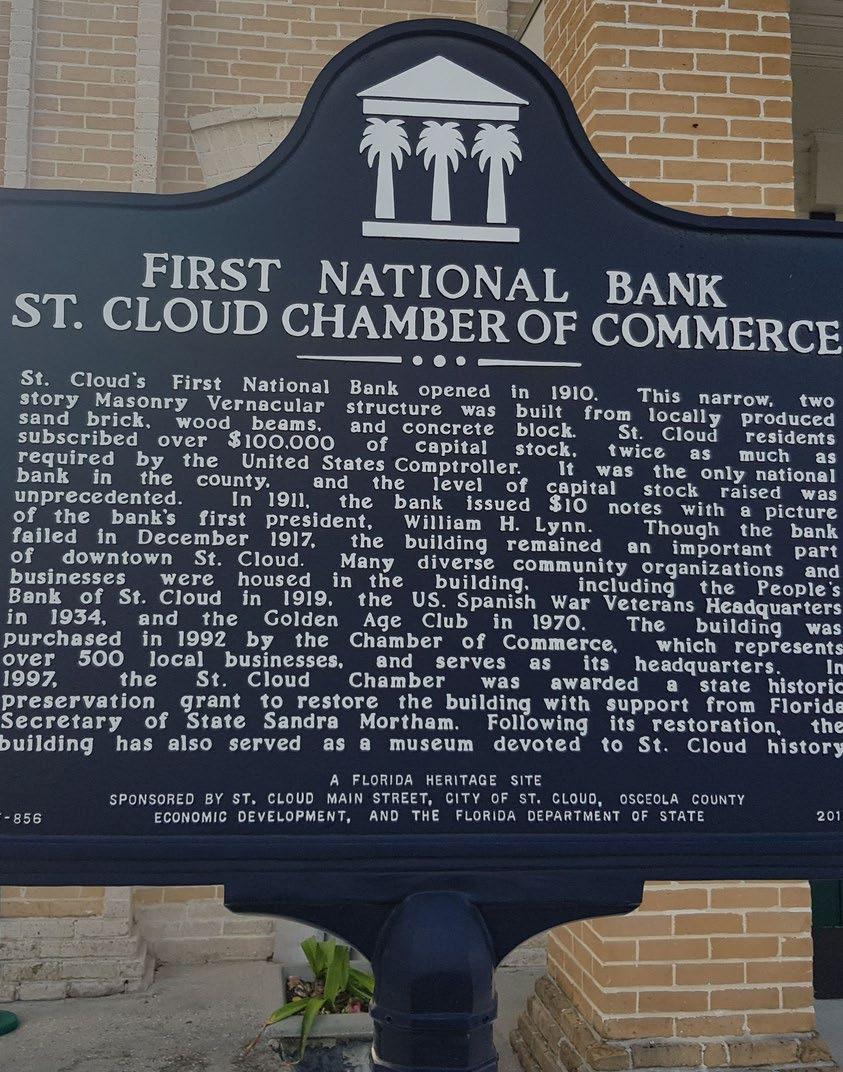 FIRST NATIONAL BANK
ST. CLOUD CHAMBER OF COMMERCE
St. Cloud's First National Bank opened in 1910. This narrow, two
story Masonry Vernacular structure was built from locally produced
sand brick, wood beams, and concrete block. St. Cloud residents
subscribed over $100.000 of capital stock, twice as much as
required by the United States Comptroller. It was the only national
bank in the county, and the level of capital stock raised was
unprecedented. In 1911, the bank issued $10 notes with a picture
of the bank's first president, William H. Lynn. Though the bank
failed in December 1917, the building remained an important part
of downtown St. Cloud. Many diverse community organizations and
businesses were housed in the building, including the People's
Bank of St. Cloud in 1919, the US. Spanish War Veterans Headquarters
in 1934, and the Golden Age Club in 1970. The building was
purchased in 1992 by the Chamber of Commerce, which represents
over 500 local businesses, and serves as its headquarters. In
1997, the St. Cloud Chamber was awarded a state historic
preservation grant to restore the building with support from Florida
Secretary of State Sandra Mortham. Following its restoration, the
building has also served as a museum devoted to St. Cloud history
A FLORIDA HERITAGE SITE
SPONSORED BY ST. CLOUD MAIN STREET, CITY OF ST. CLOUD, OSCEOLA COUNTY
-856 ECONOMIC DEVELOPMENT, AND THE FLORIDA DEPARTMENT OF STATE 201